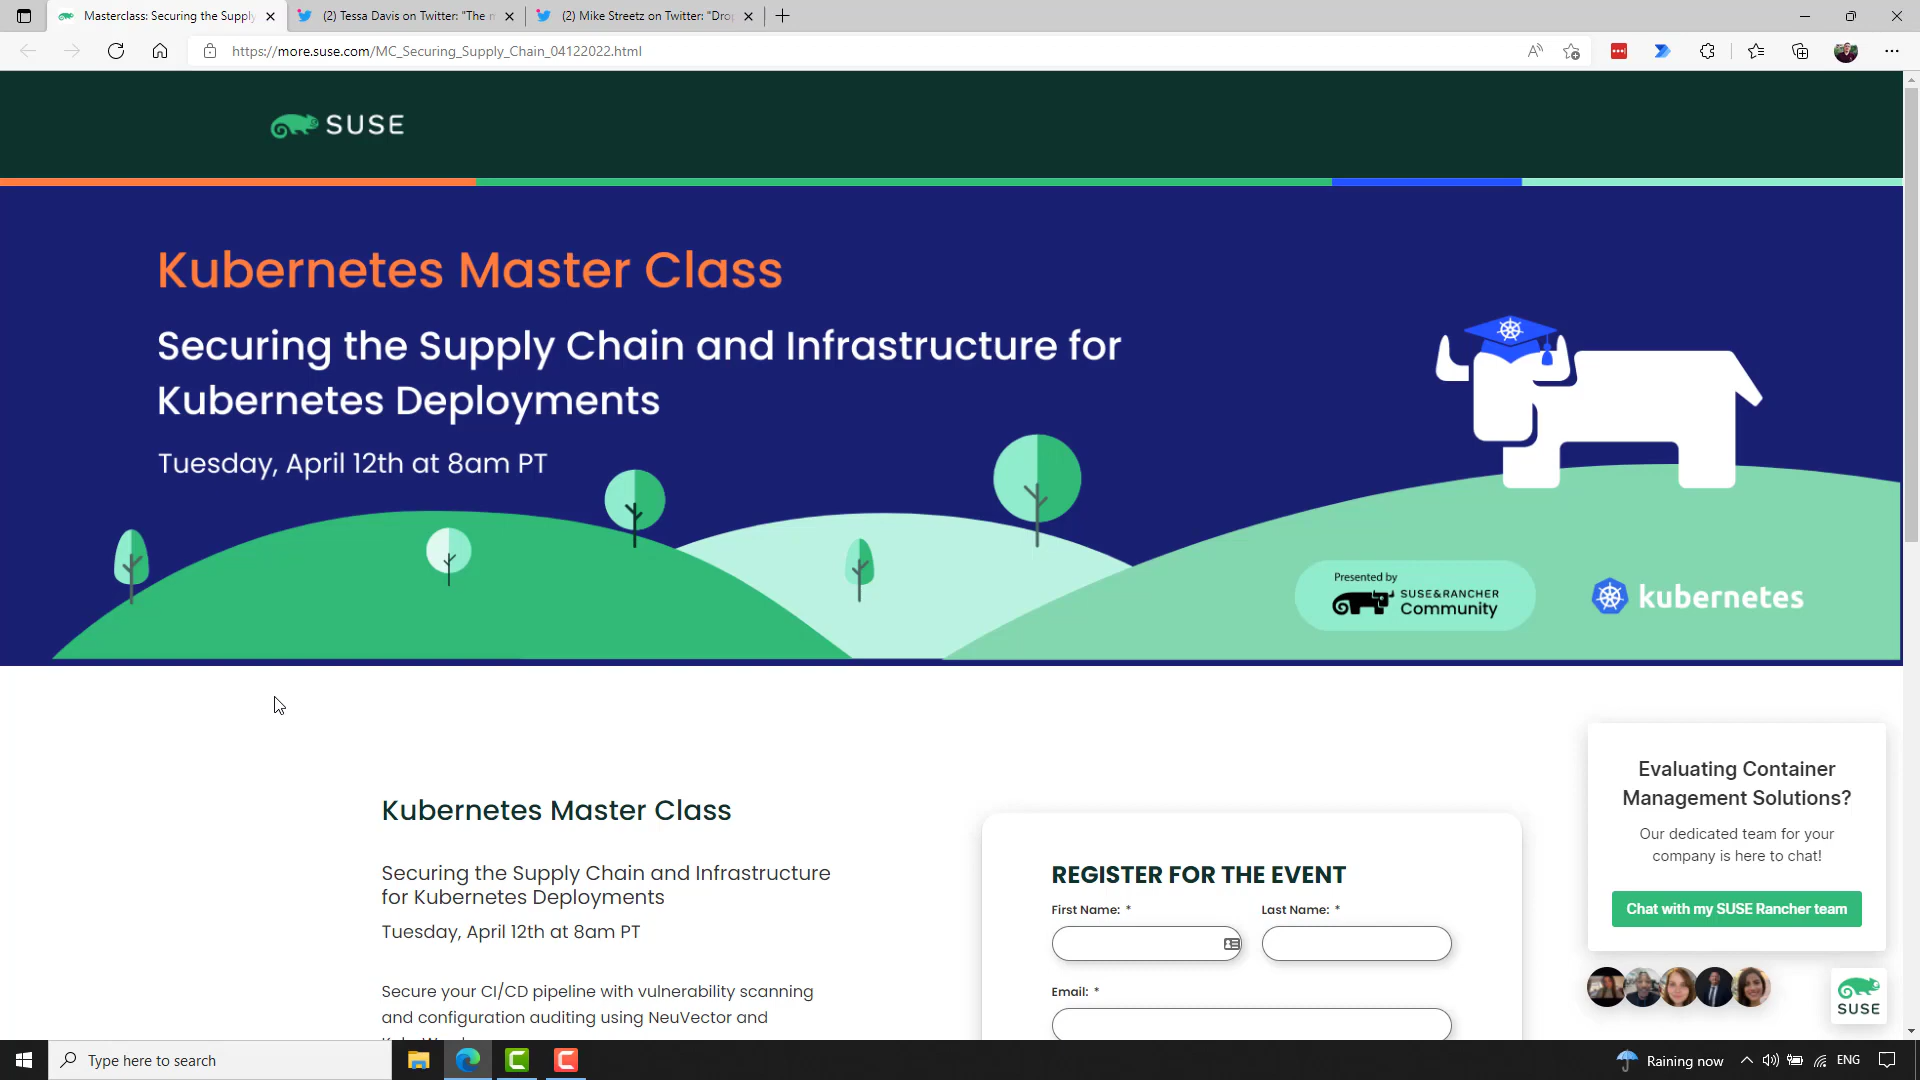 Masterclass: Securing the Supply
(2) Tessa Davis on Twitter: "The n
(2) Mike Streetz on Twitter: "Dro
https://more.suse.com/MC_Securing_Supply_Chain_04122022.html
SUSE
Kubernetes Master Class
Securing the Supply Chain and Infrastructure for
Kubernetes Deployments
Tuesday, April 12th at 8am PT
Presented by
SUSE&RANCHER
Community
kubernetes
Kubernetes Master Class
Securing the Supply Chain and Infrastructure
for Kubernetes Deployments
Tuesday, April 12th at 8am PT
Secure your CI/CD pipeline with vulnerability scanning
and configuration auditing using NeuVector and
REGISTER FOR THE EVENT
First Name: *
Last Name: *
Email: *
Evaluating Container
Management Solutions?
Our dedicated team for your
company is here to chat!
Chat with my SUSE Rancher team
SUSE
Type here to search
Raining now
ENG